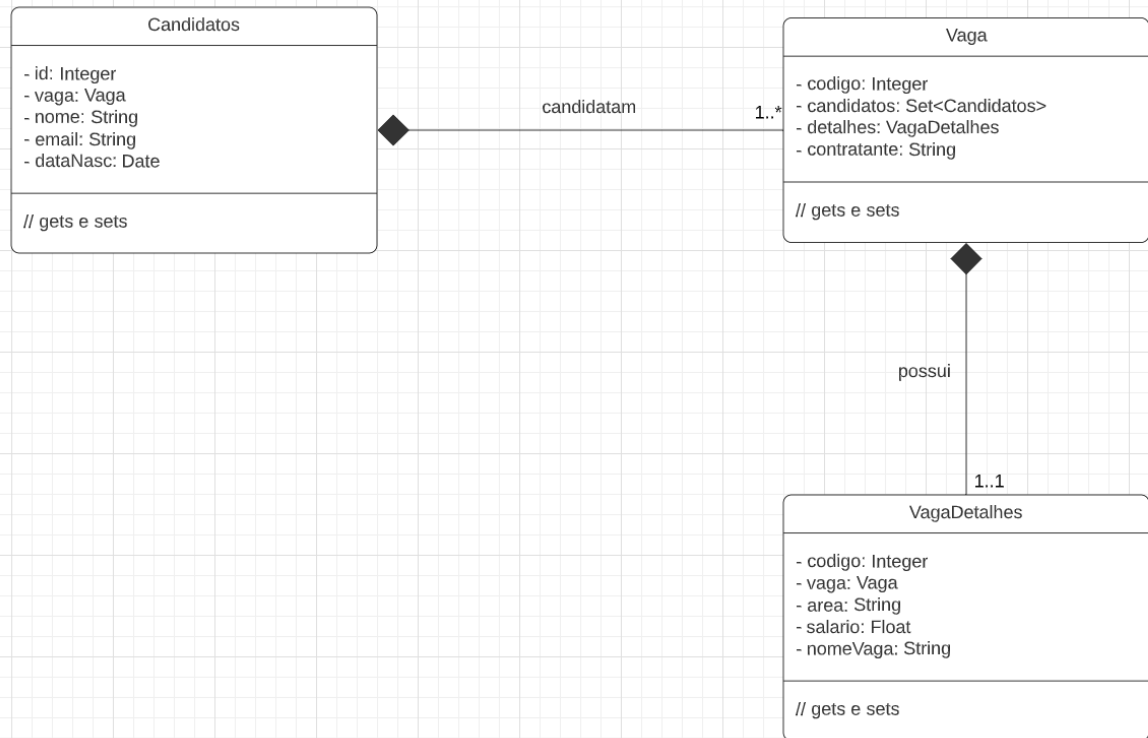 Candidatos
- id: Integer
- vaga: Vaga
- nome: String
- email: String
- dataNasc: Date
// gets e sets
candidatam
1..*
Vaga
- codigo: Integer
- candidatos: Set<Candidatos>
- detalhes: VagaDetalhes
- contratante: String
// gets e sets
possui
1..1
VagaDetalhes
- codigo: Integer
- vaga: Vaga
- area: String
- salario: Float
- nomeVaga: String
// gets e sets